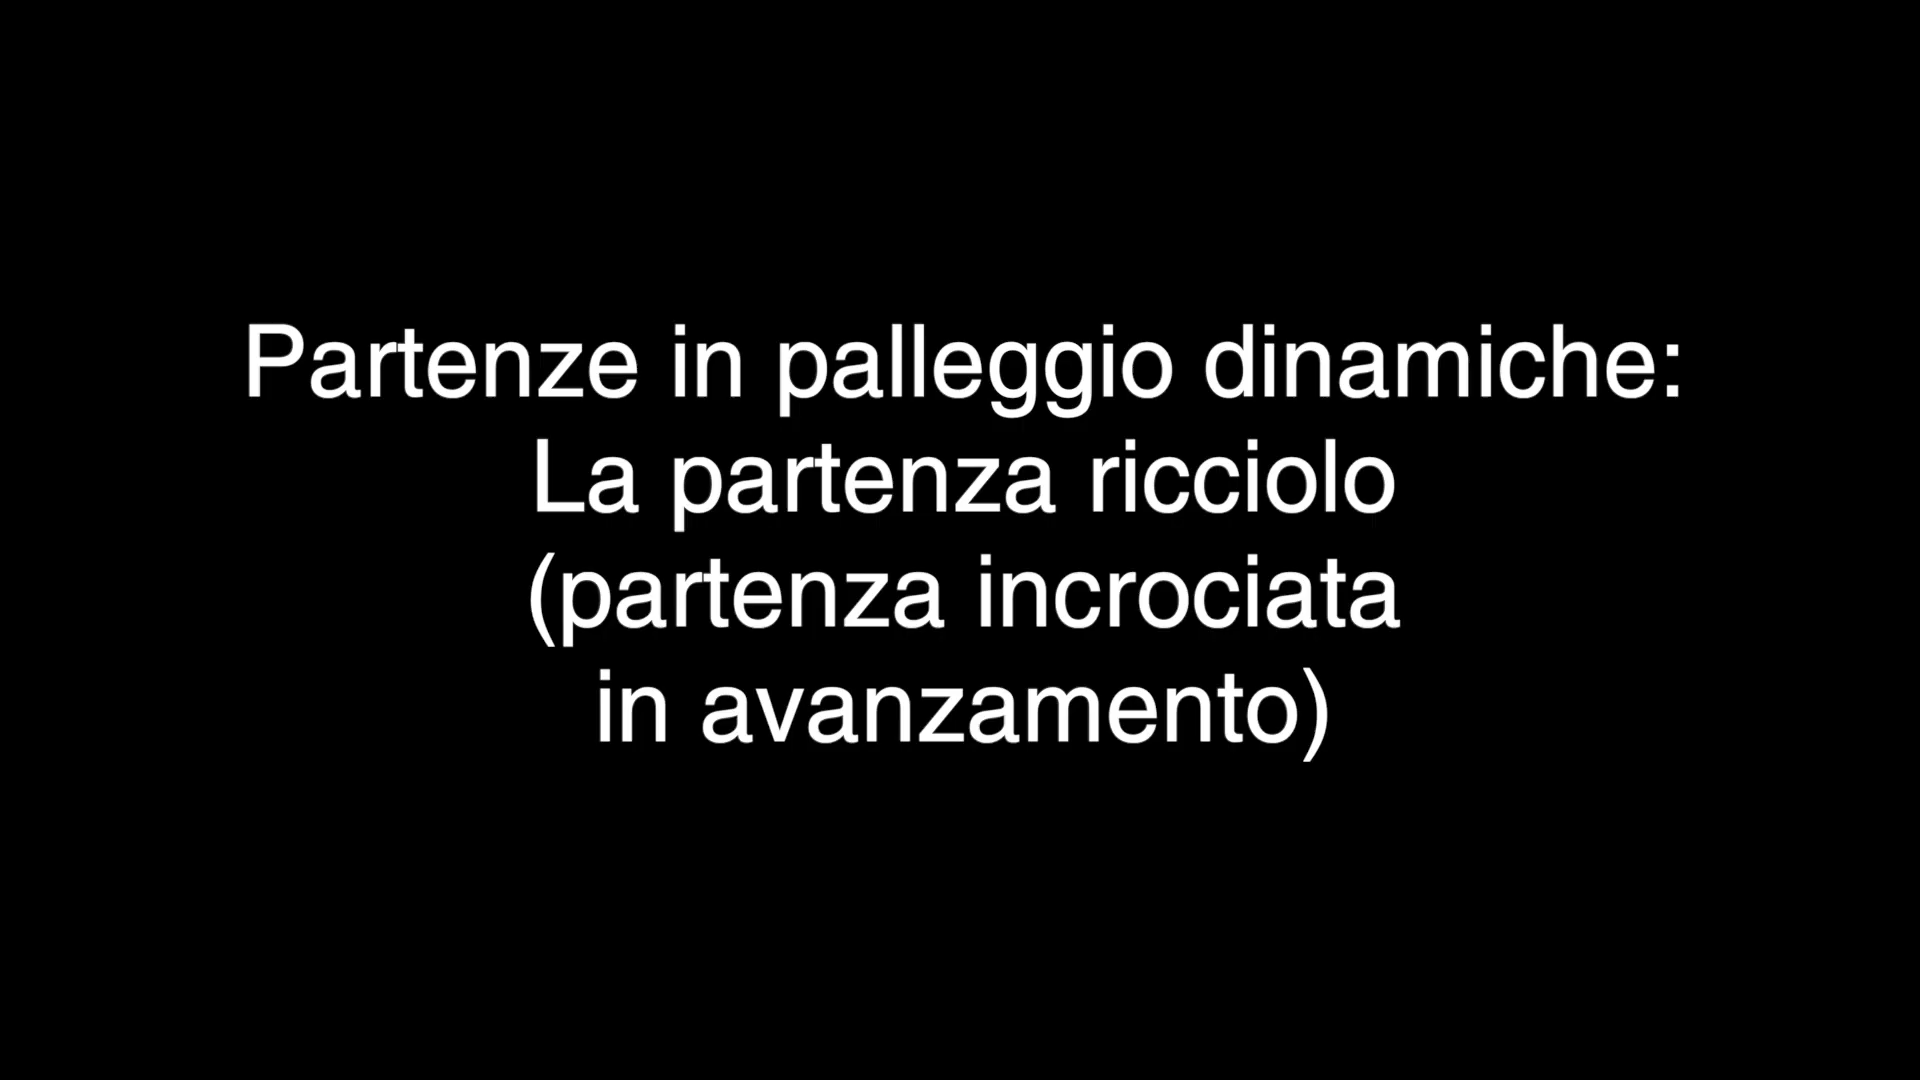 Partenze in palleggio dinamiche:
La partenza ricciolo
(partenza incrociata
in avanzamento)